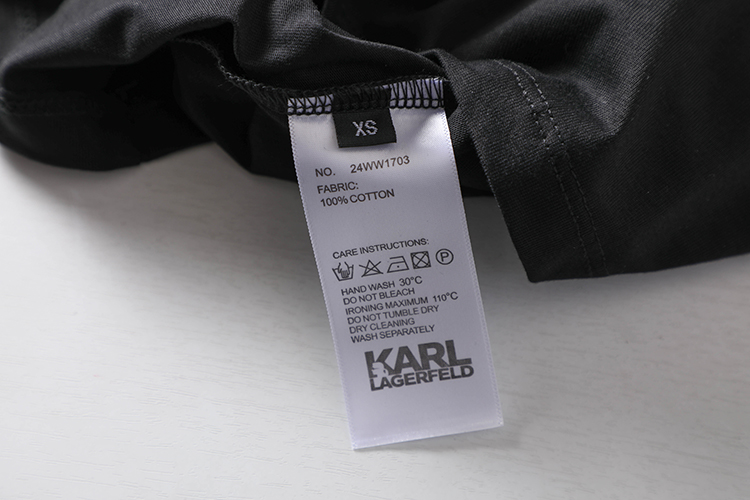 XS
NO. 24WW1703
FABRIC:
100% COTTON
CARE INSTRUCTIONS:
P
HAND WASH 30°C
DO NOT BLEACH
IRONING MAXIMUM 110°C
DO NOT TUMBLE DRY
DRY CLEANING
WASH SEPARATELY
KARL
LAGERFELD